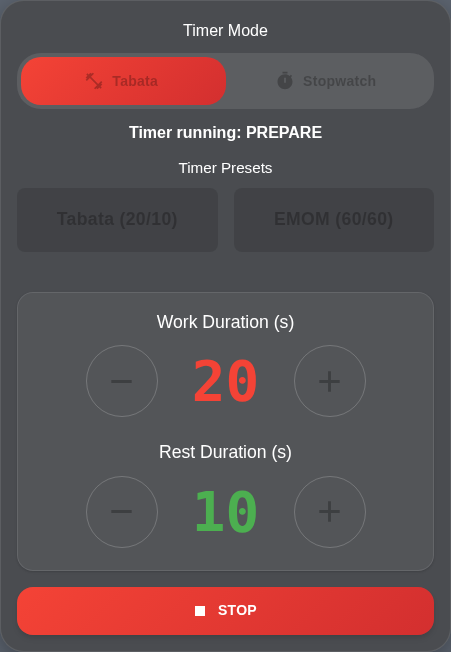 Timer Mode
Tabata
Stopwatch
Timer running: PREPARE
Timer Presets
Tabata (20/10)
EMOM (60/60)
Work Duration (s)
− 20 +
Rest Duration (s)
− 10 +
STOP